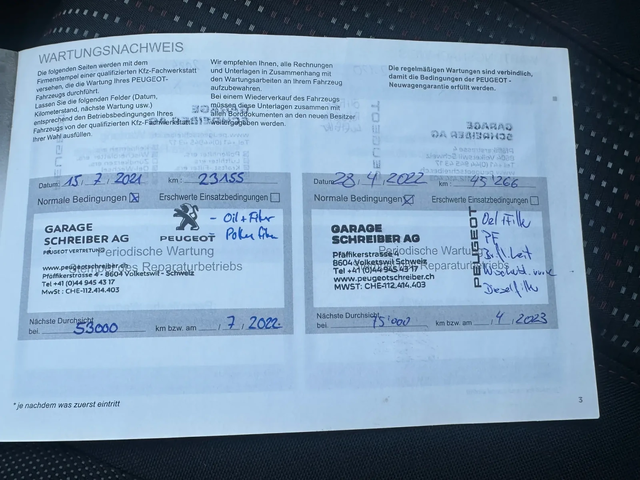 WARTUNGSNACHWEIS
Die folgenden Seiten werden mit dem
Firmenstempel einer qualifizierten Kfz-Fachwerkstatt
versehen, die die Wartung Ihres PEUGEOT-
Fahrzeugs durchführt.
Lassen Sie die folgenden Felder (Datum,
Kilometerstand, nächste Wartung usw.)
entsprechend den Betriebsbedingungen Ihres
Fahrzeugs von der qualifizierten Kfz-Fachwerkstatt
Ihrer Wahl ausfüllen.
Wir empfehlen Ihnen, alle Rechnungen
und Unterlagen in Zusammenhang mit
den Wartungsarbeiten an Ihrem Fahrzeug
aufzubewahren.
Bei einem Wiederverkauf des Fahrzeugs
müssen diese Unterlagen zusammen mit
allen Borddokumenten an den neuen Besitzer
weitergegeben werden.
Die regelmäßigen Wartungen sind verbindlich,
damit die Bedingungen der PEUGEOT -
Neuwagengarantie erfüllt werden.
Datum: 15. 7. 2021 km: 23155
Normale Bedingungen Erschwerte Einsatzbedingungen
GARAGE
SCHREIBER AG
PEUGEOT VERTRETUNG
PEUGEOT
- Oil + Filter
Periodische Wartung
www.peugeotschreiber.ch
des Reparaturbetriebs
Pfäffikerstrasse 4 - 8604 Volketswil - Schweiz
Tel +41 (0)44 945 43 17
MwSt : CHE-112.414.403
Nächste Durchsicht
bei: 53000 km bzw. am 7. 2022
Datum: 28. 4. 2022 km: 45'266
Normale Bedingungen Erschwerte Einsatzbedingungen
GARAGE
SCHREIBER AG
PEUGEOT
Periodische Wartung
Pfäffikerstrasse 4
8604 Volketswil Schweiz
Tel +41 (0)44 945 43 17
www.peugeotschreiber.ch
MWST: CHE-112.414.403
Reparaturbetriebs
PF
Nächste Durchsicht
bei: 75'000 km bzw. am 4. 2023
* je nachdem was zuerst eintritt
3